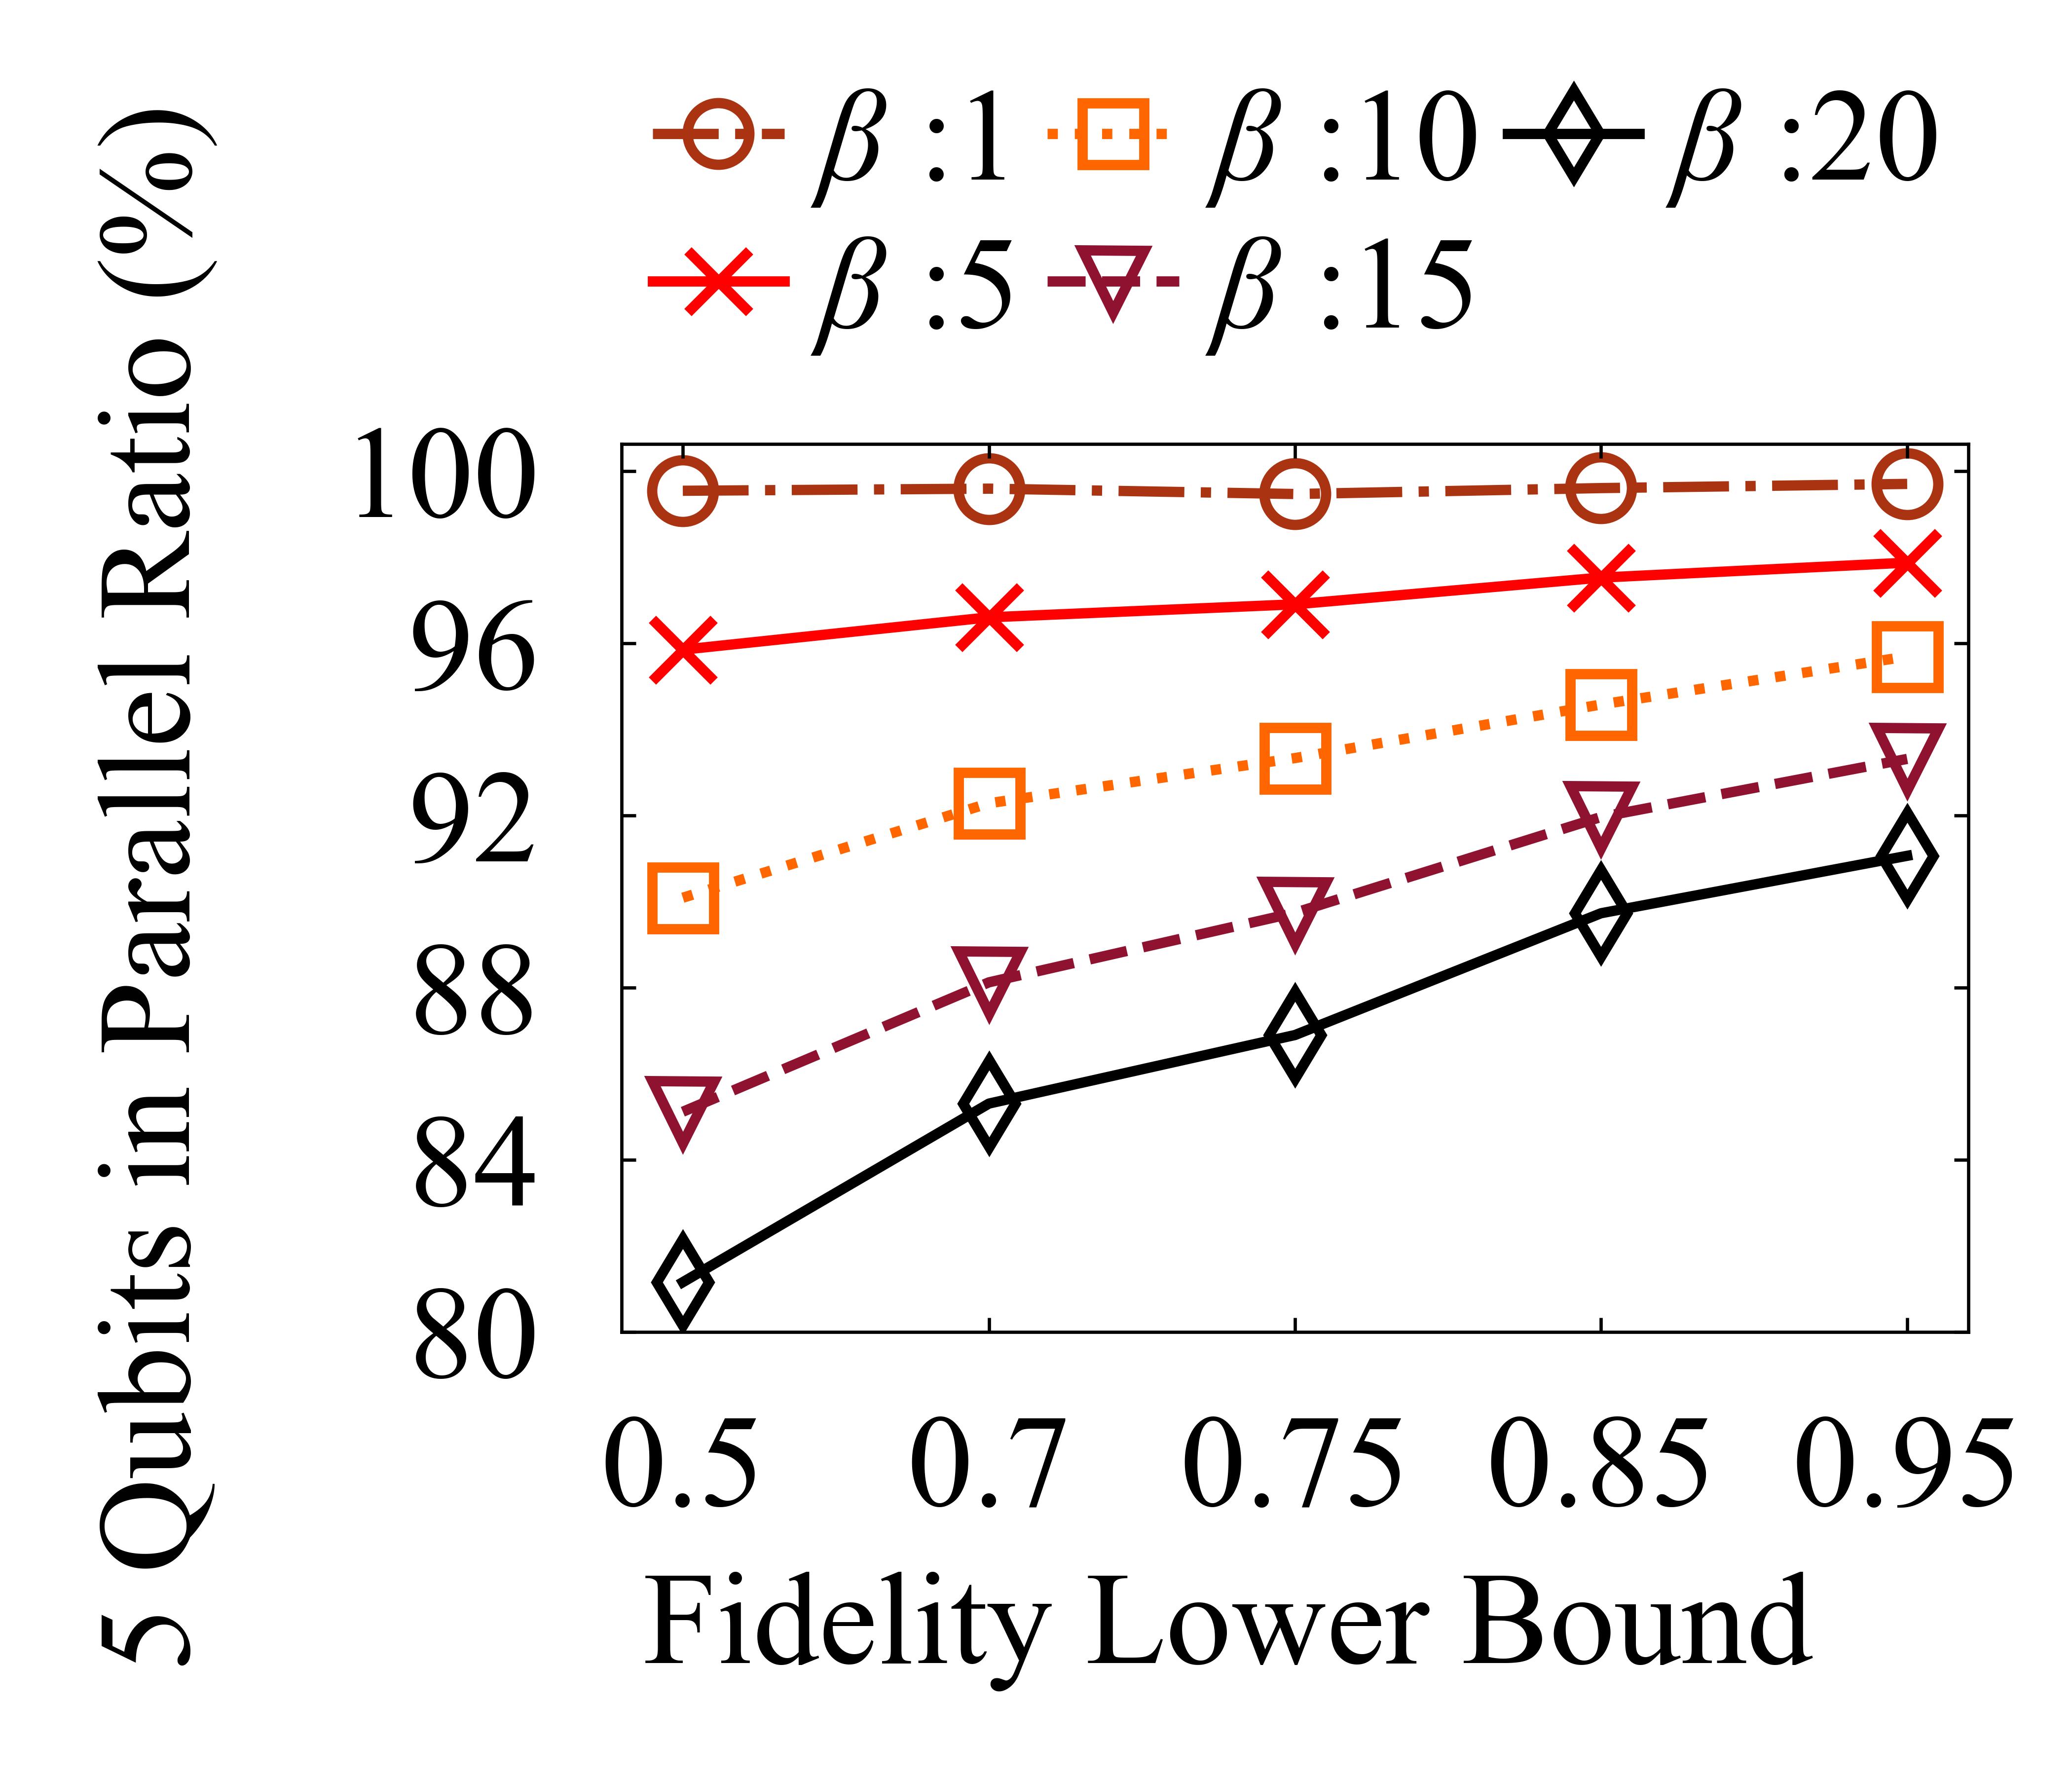 β :1 β :10 β :20
β :5 β :15
5 Qubits in Parallel Ratio (%)
100
96
92
88
84
80
0.5 0.7 0.75 0.85 0.95
Fidelity Lower Bound